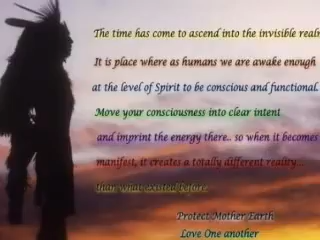 The time has come to ascend into the invisible realm
It is place where as humans we are awake enough
at the level of Spirit to be conscious and functional.
Move your consciousness into clear intent
and imprint the energy there.. so when it becomes
manifest, it creates a totally different reality...
than what existed before.
Protect Mother Earth
Love One another